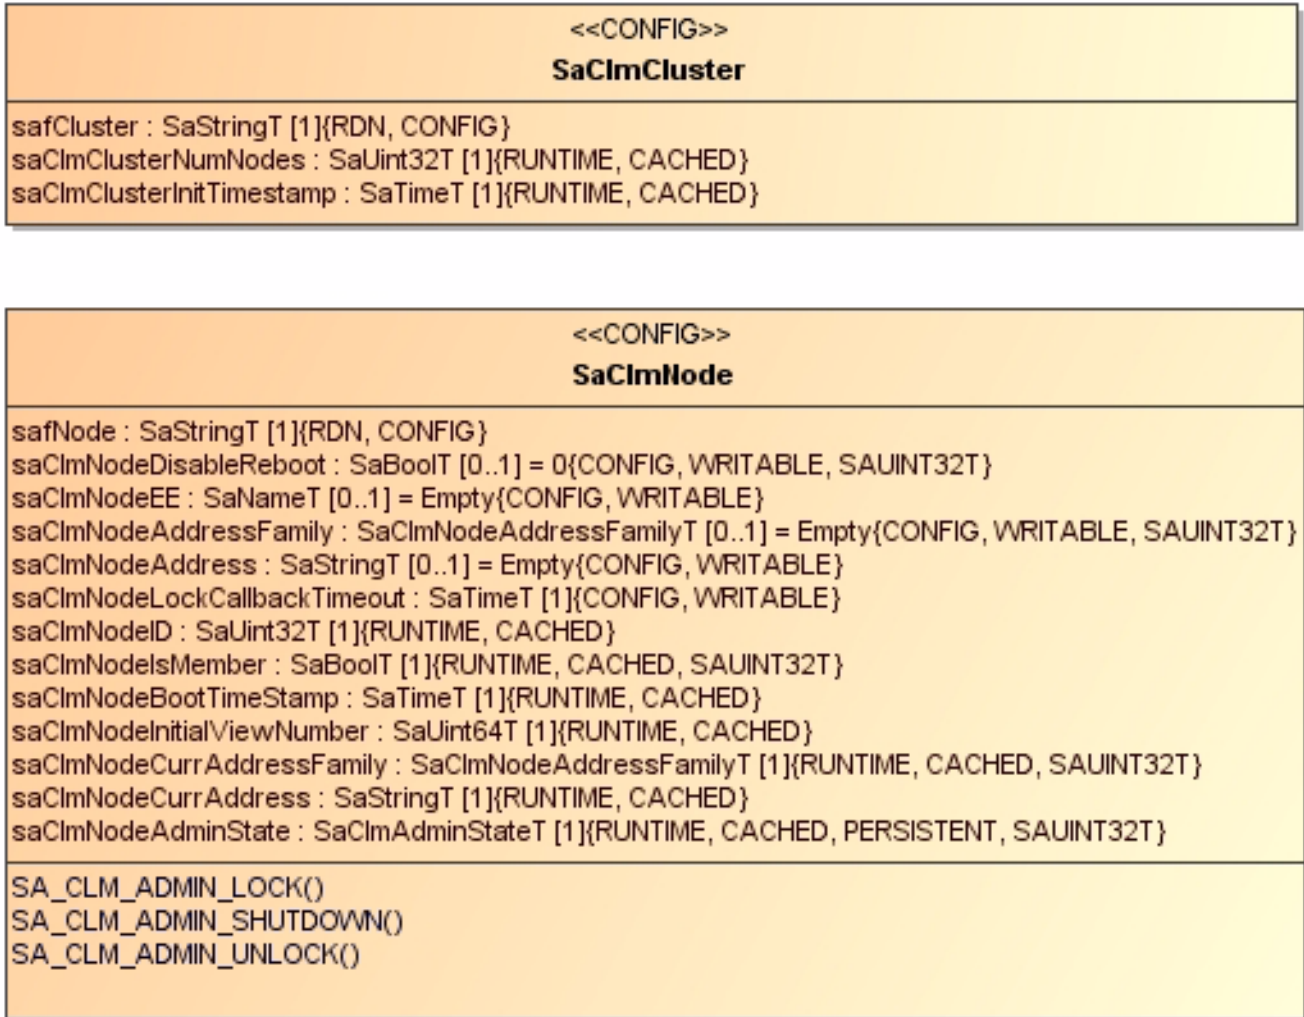 <<CONFIG>>
SaClmCluster
safCluster : SaStringT [1]{RDN, CONFIG}
saClmClusterNumNodes : SaUint32T [1]{RUNTIME, CACHED}
saClmClusterInitTimestamp : SaTimeT [1]{RUNTIME, CACHED}
<<CONFIG>>
SaClmNode
safNode : SaStringT [1]{RDN, CONFIG}
saClmNodeDisableReboot : SaBoolT [0..1] = 0{CONFIG, WRITABLE, SAUINT32T}
saClmNodeEE : SaNameT [0..1] = Empty{CONFIG, WRITABLE}
saClmNodeAddressFamily : SaClmNodeAddressFamilyT [0..1] = Empty{CONFIG, WRITABLE, SAUINT32T}
saClmNodeAddress : SaStringT [0..1] = Empty{CONFIG, WRITABLE}
saClmNodeLockCallbackTimeout : SaTimeT [1]{CONFIG, WRITABLE}
saClmNodeID : SaUint32T [1]{RUNTIME, CACHED}
saClmNodeIsMember : SaBoolT [1]{RUNTIME, CACHED, SAUINT32T}
saClmNodeBootTimeStamp : SaTimeT [1]{RUNTIME, CACHED}
saClmNodeInitialViewNumber : SaUint64T [1]{RUNTIME, CACHED}
saClmNodeCurrAddressFamily : SaClmNodeAddressFamilyT [1]{RUNTIME, CACHED, SAUINT32T}
saClmNodeCurrAddress : SaStringT [1]{RUNTIME, CACHED}
saClmNodeAdminState : SaClmAdminStateT [1]{RUNTIME, CACHED, PERSISTENT, SAUINT32T}
SA_CLM_ADMIN_LOCK()
SA_CLM_ADMIN_SHUTDOWN()
SA_CLM_ADMIN_UNLOCK()